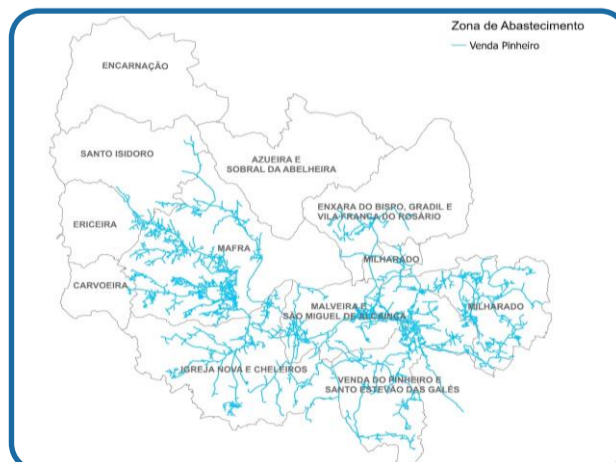 Zona de Abastecimento
Venda Pinheiro
ENCARNAÇÃO
SANTO ISIDORO
AZUEIRA E
SOBRAL DA ABELHEIRA
ENXARA DO BISPO, GRADIL E
VILA FRANCA DO ROSÁRIO
ERICEIRA
MAFRA
MILHARADO
CARVOEIRA
MALVEIRA E
SÃO MIGUEL DE ALCAINÇA
MILHARADO
IGREJA NOVA E CHELEIROS
VENDA DO PINHEIRO E
SANTO ESTEVÃO DAS GALÉS